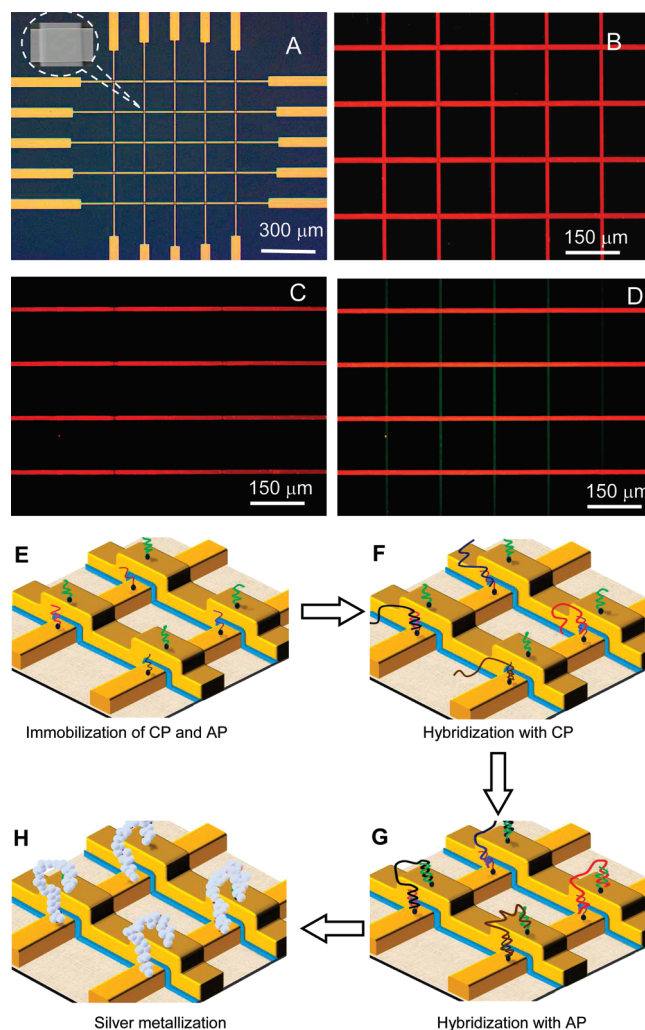 A
300 μm
B
150 μm
C
150 μm
D
150 μm
E
Immobilization of CP and AP
F
Hybridization with CP
H
Silver metallization
G
Hybridization with AP